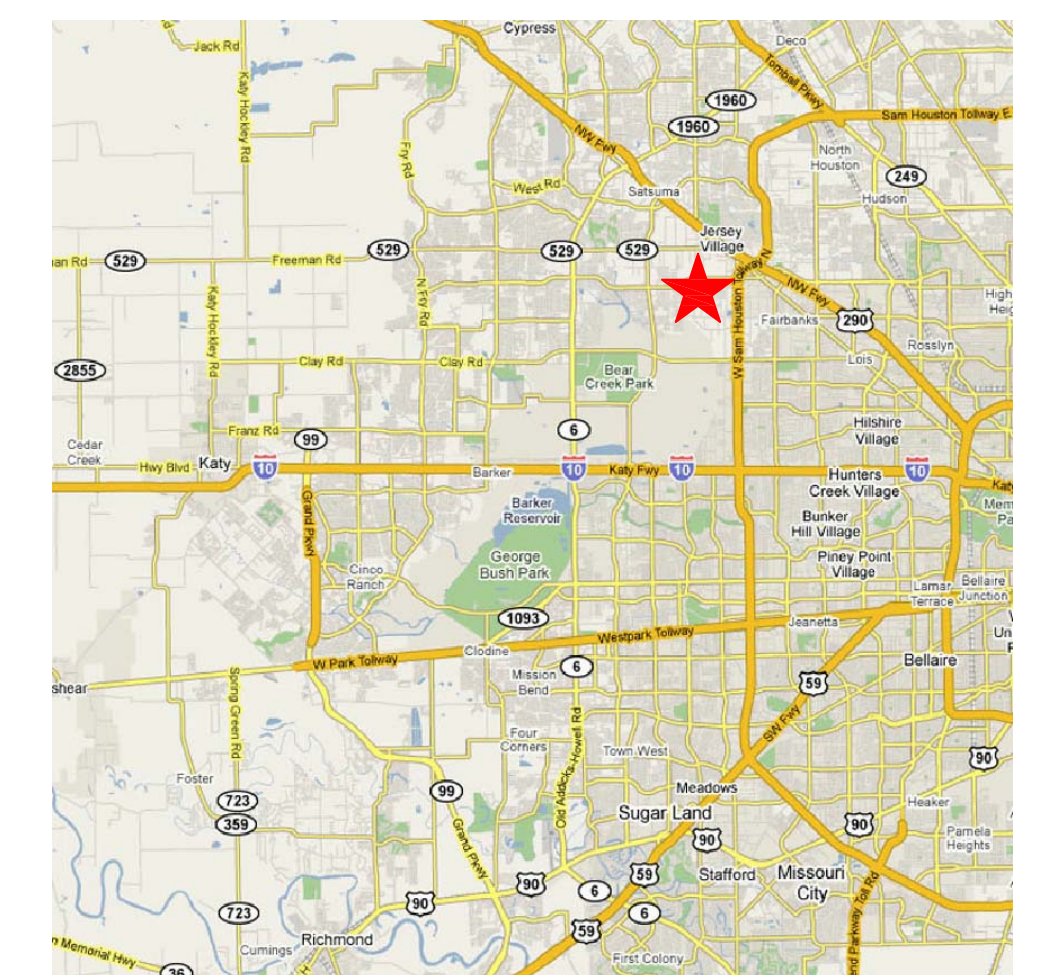 Cypress
Deco
Jack Rd
Katy Hockley Rd
Tomball Pkwy
1960
Sam Houston Tollway E
1960
NW Fwy
Fry Rd
North
Houston
249
West Rd
Satsuma
Hudson
Jersey
Village
529
529
529
529
Freeman Rd
W Sam Houston Tollway N
NW Fwy
N Fry Rd
Katy Hockley Rd
290
Fairbanks
Rosslyn
Lois
Clay Rd
Clay Rd
2855
Bear
Creek Park
Franz Rd
99
6
Hilshire
Village
Cedar
Creek
Hwy Blvd
Katy
10
Barker
10
Katy Fwy
10
Hunters
Creek Village
10
Grand Pkwy
Barker
Reservoir
Bunker
Hill Village
George
Bush Park
Piney Point
Village
Cinco
Ranch
Lamar
Terrace
Bellaire
Junction
1093
Jeanetta
Westpark Tollway
Clodine
W Park Tollway
6
Mission
Bend
Bellaire
shear
59
Spring Green Rd
SW Fwy
Four
Corners
Old Addicks-Howell Rd
Town West
90
Foster
99
Meadows
723
359
Sugar Land
Heaker
90
90
Pamela
Heights
Grand Pkwy
59
Stafford
Missouri
City
90
90
6
6
723
59
Richmond
Cumings
Memorial Hwy
36
First Colony